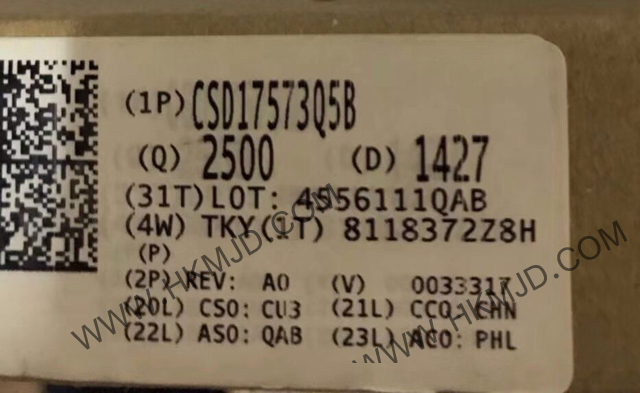 (1P) CSD17573Q5B
(Q) 2500 (D) 1427
(31T) LOT: 4556111QAB
(4W) TKY (1T) 8118372Z8H
(P)
(2P) REV: A0 (V) 0033317
(20L) CSO: CU3 (21L) CCO: CHN
(22L) ASO: QAB (23L) ACO: PHL
WWW.HKMJD.COM
WWW.HKMJD.COM